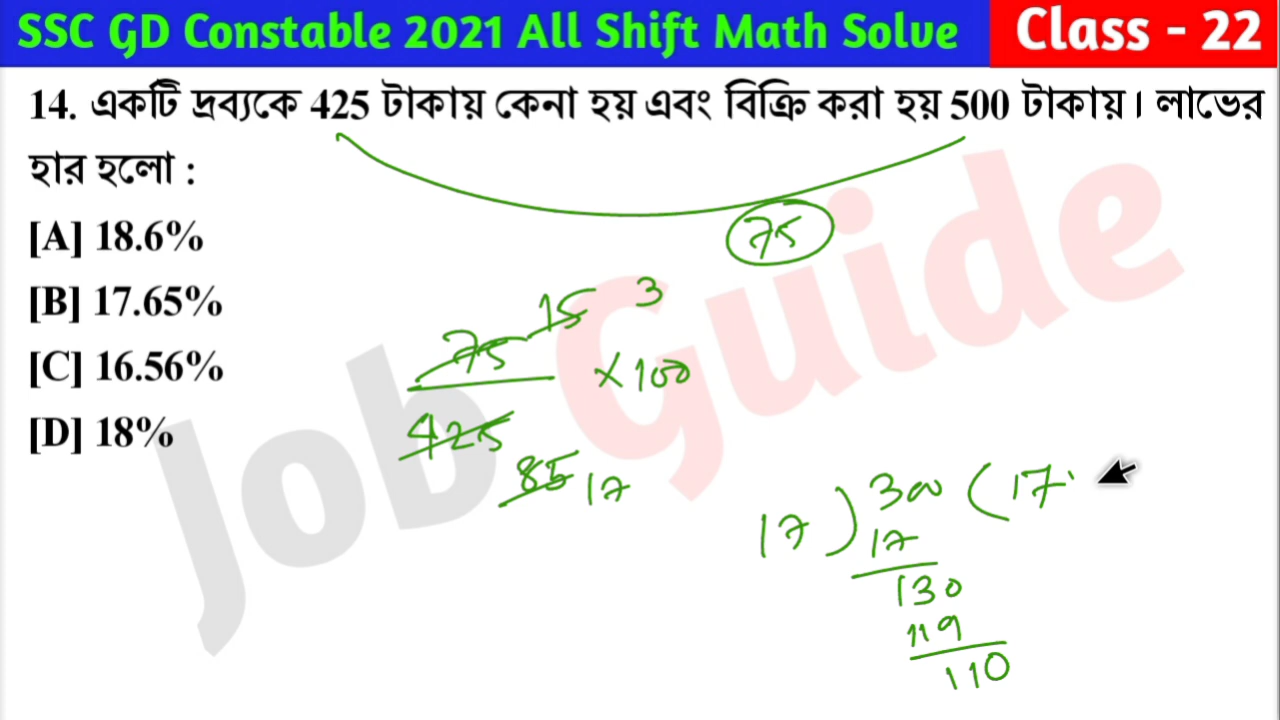 SSC GD Constable 2021 All Shift Math Solve
Class - 22
14. একটি দ্রব্যকে 425 টাকায় কেনা হয় এবং বিক্রি করা হয় 500 টাকায়। লাভের
হার হলো :
[A] 18.6%
[B] 17.65%
[C] 16.56%
[D] 18%
75
75 15 3
× 100
425
85 17
17 ) 300 ( 17.
17
130
119
110
Job Guide